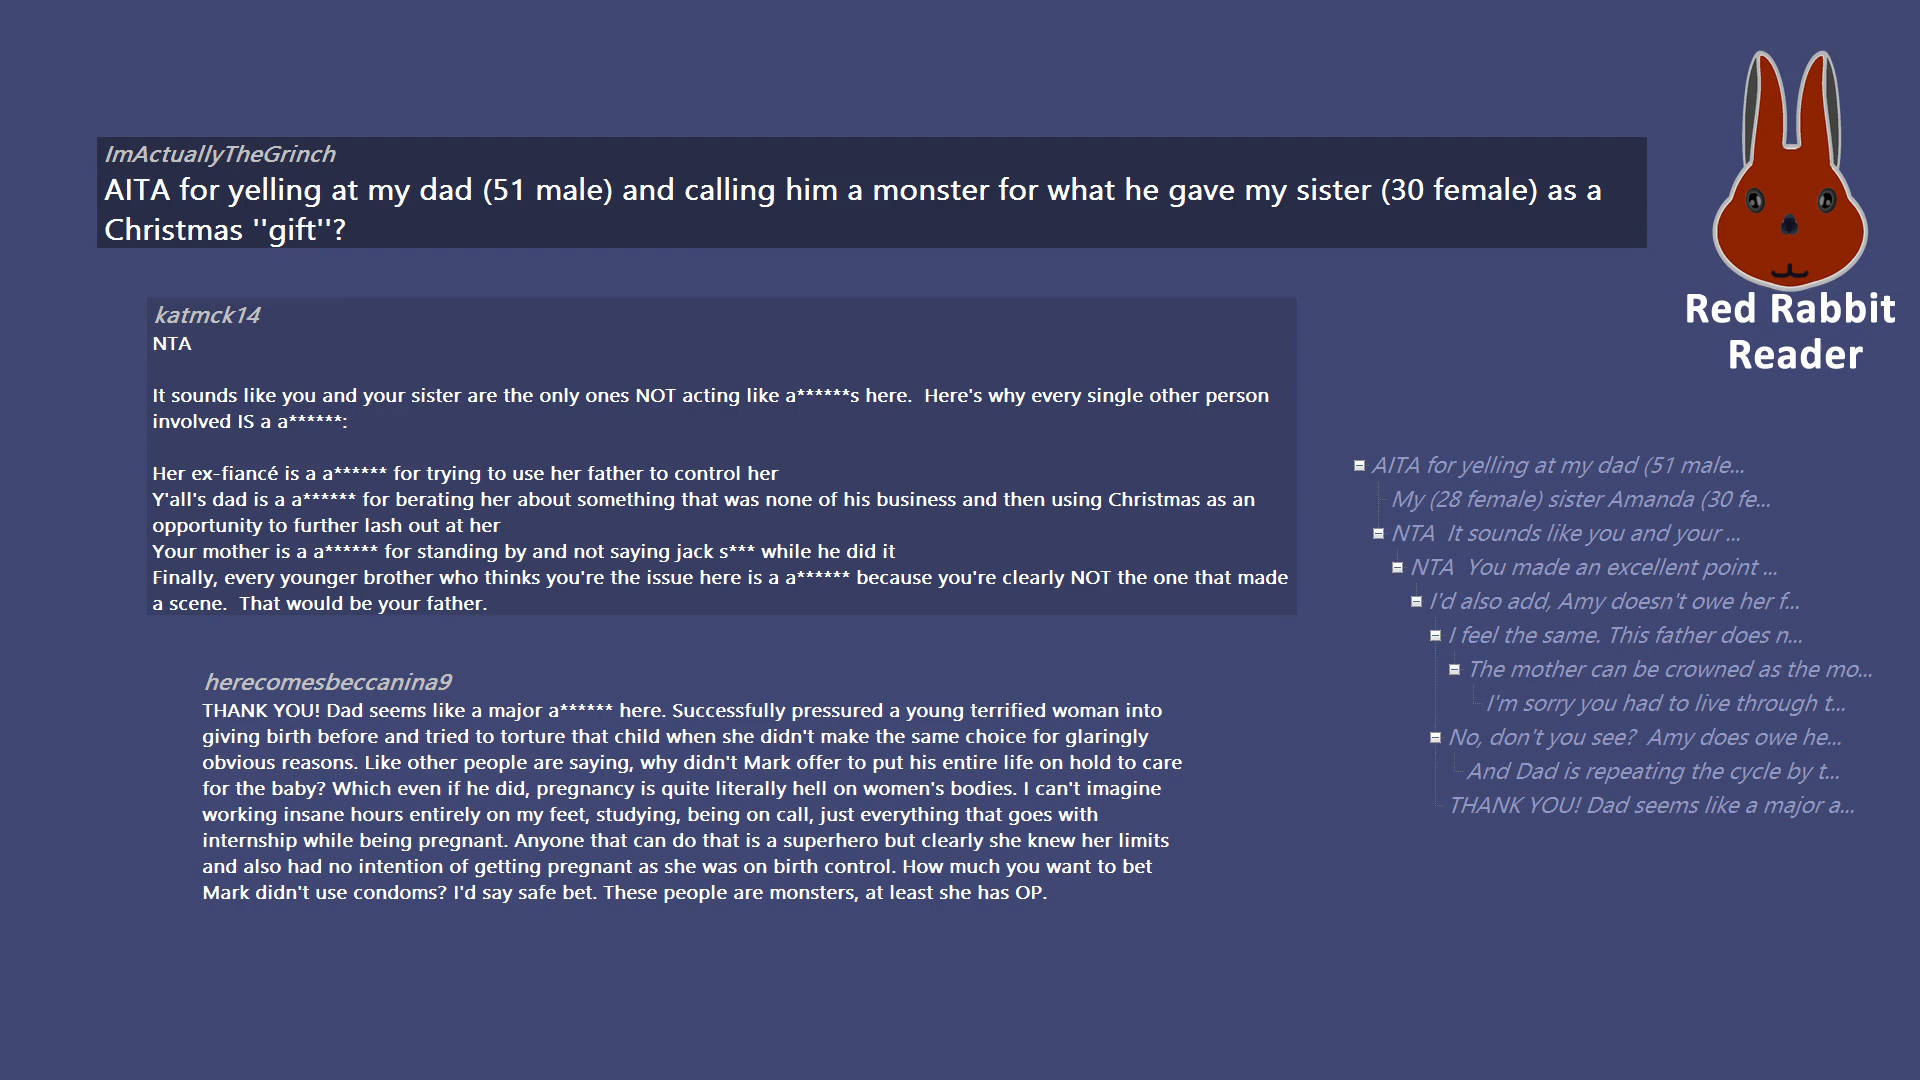 ImActuallyTheGrinch
AITA for yelling at my dad (51 male) and calling him a monster for what he gave my sister (30 female) as a
Christmas ''gift''?
katmck14
NTA
It sounds like you and your sister are the only ones NOT acting like a******s here.  Here's why every single other person
involved IS a a******:
Her ex-fiancé is a a****** for trying to use her father to control her
Y'all's dad is a a****** for berating her about something that was none of his business and then using Christmas as an
opportunity to further lash out at her
Your mother is a a****** for standing by and not saying jack s*** while he did it
Finally, every younger brother who thinks you're the issue here is a a****** because you're clearly NOT the one that made
a scene.  That would be your father.
herecomesbeccanina9
THANK YOU! Dad seems like a major a****** here. Successfully pressured a young terrified woman into
giving birth before and tried to torture that child when she didn't make the same choice for glaringly
obvious reasons. Like other people are saying, why didn't Mark offer to put his entire life on hold to care
for the baby? Which even if he did, pregnancy is quite literally hell on women's bodies. I can't imagine
working insane hours entirely on my feet, studying, being on call, just everything that goes with
internship while being pregnant. Anyone that can do that is a superhero but clearly she knew her limits
and also had no intention of getting pregnant as she was on birth control. How much you want to bet
Mark didn't use condoms? I'd say safe bet. These people are monsters, at least she has OP.
Red Rabbit
Reader
AITA for yelling at my dad (51 male...
My (28 female) sister Amanda (30 fe...
NTA  It sounds like you and your ...
NTA  You made an excellent point ...
I'd also add, Amy doesn't owe her f...
I feel the same. This father does n...
The mother can be crowned as the mo...
I'm sorry you had to live through t...
No, don't you see?  Amy does owe he...
And Dad is repeating the cycle by t...
THANK YOU! Dad seems like a major a...